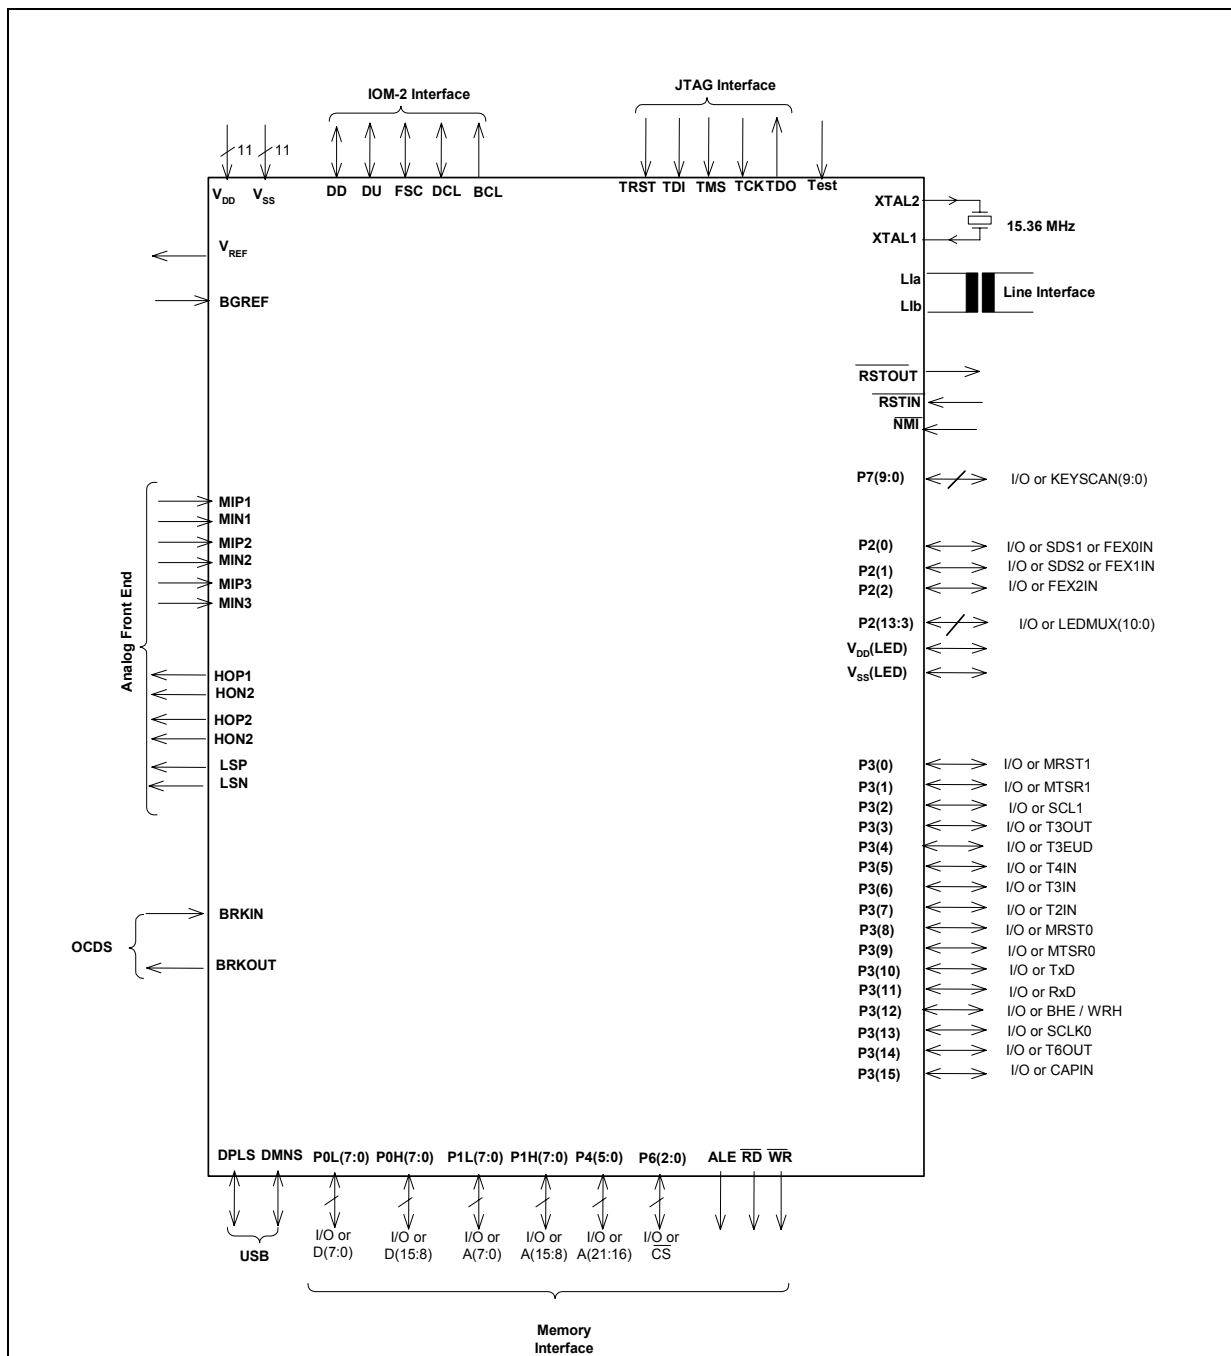 IOM-2 Interface
JTAG Interface
11
11
V_DD
V_SS
DD
DU
FSC
DCL
BCL
TRST
TDI
TMS
TCK
TDO
Test
XTAL2
XTAL1
15.36 MHz
V_REF
BGREF
LIa
LIb
Line Interface
RSTOUT
RSTIN
NMI
P7(9:0)
I/O or KEYSCAN(9:0)
Analog Front End
MIP1
MIN1
MIP2
MIN2
MIP3
MIN3
HOP1
HON2
HOP2
HON2
LSP
LSN
P2(0)
I/O or SDS1 or FEX0IN
P2(1)
I/O or SDS2 or FEX1IN
P2(2)
I/O or FEX2IN
P2(13:3)
I/O or LEDMUX(10:0)
V_DD(LED)
V_SS(LED)
P3(0)
I/O or MRST1
P3(1)
I/O or MTSR1
P3(2)
I/O or SCL1
P3(3)
I/O or T3OUT
P3(4)
I/O or T3EUD
P3(5)
I/O or T4IN
P3(6)
I/O or T3IN
P3(7)
I/O or T2IN
P3(8)
I/O or MRST0
P3(9)
I/O or MTSR0
P3(10)
I/O or TxD
P3(11)
I/O or RxD
P3(12)
I/O or BHE / WRH
P3(13)
I/O or SCLK0
P3(14)
I/O or T6OUT
P3(15)
I/O or CAPIN
OCDS
BRKIN
BRKOUT
DPLS
DMNS
P0L(7:0)
P0H(7:0)
P1L(7:0)
P1H(7:0)
P4(5:0)
P6(2:0)
ALE
RD
WR
USB
I/O or
D(7:0)
I/O or
D(15:8)
I/O or
A(7:0)
I/O or
A(15:8)
I/O or
A(21:16)
I/O or
CS
Memory
Interface